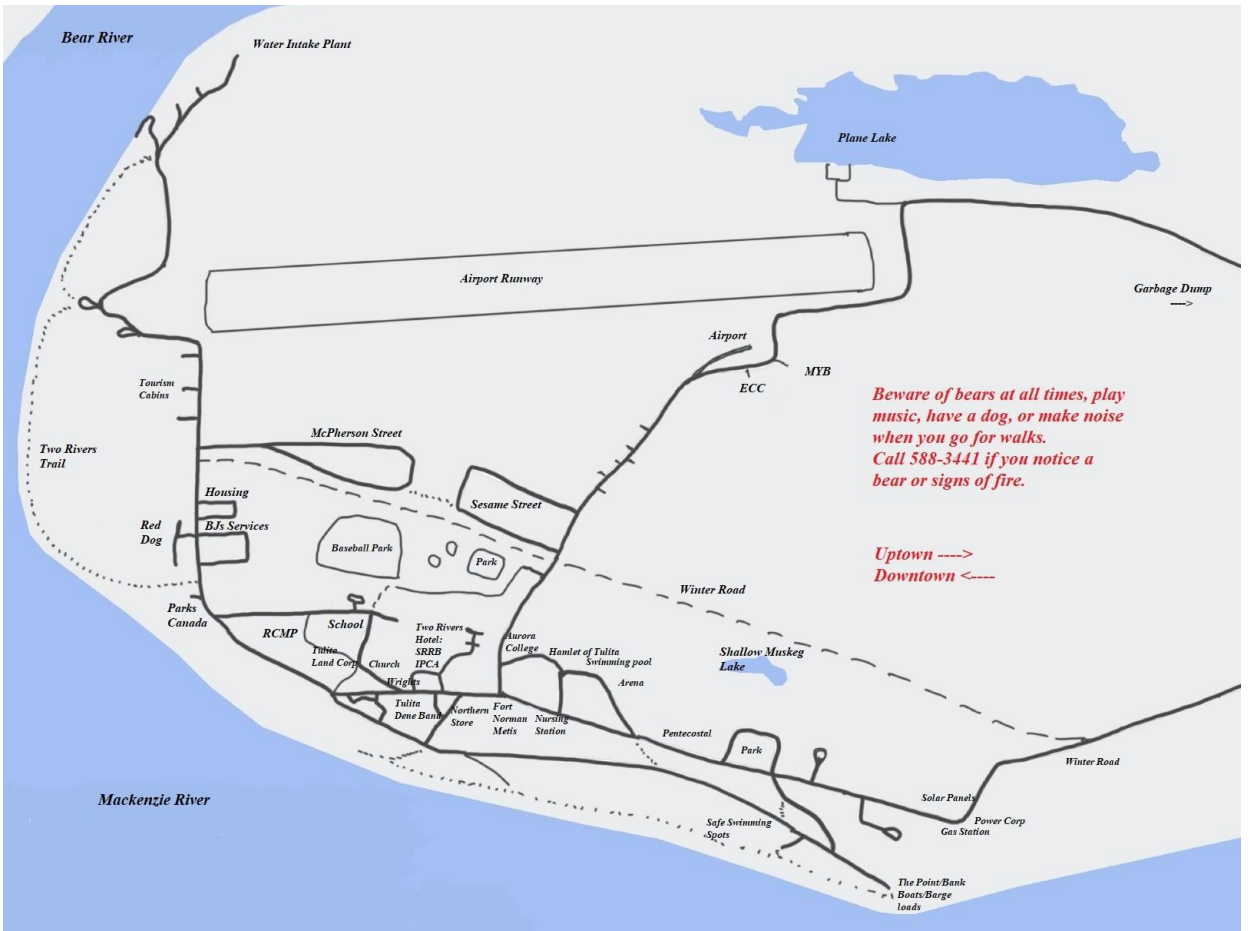 Bear River
Water Intake Plant
Plane Lake
Airport Runway
Garbage Dump
---->
Airport
MYB
ECC
Tourism
Cabins
Beware of bears at all times, play
music, have a dog, or make noise
when you go for walks.
Call 588-3441 if you notice a
bear or signs of fire.
McPherson Street
Two Rivers
Trail
Housing
Sesame Street
Red
Dog
BJs Services
Baseball Park
Park
Uptown ---->
Downtown <----
Winter Road
Parks
Canada
RCMP
School
Two Rivers
Hotel:
SRRB
IPCA
Aurora
College
Hamlet of Tulita
Swimming pool
Shallow Muskeg
Lake
Tulita
Land Corp
Church
Arena
Wrights
Tulita
Dene Band
Northern
Store
Fort
Norman
Metis
Nursing
Station
Pentecostal
Park
Winter Road
Mackenzie River
Solar Panels
Power Corp
Gas Station
Safe Swimming
Spots
The Point/Bank
Boats/Barge
loads